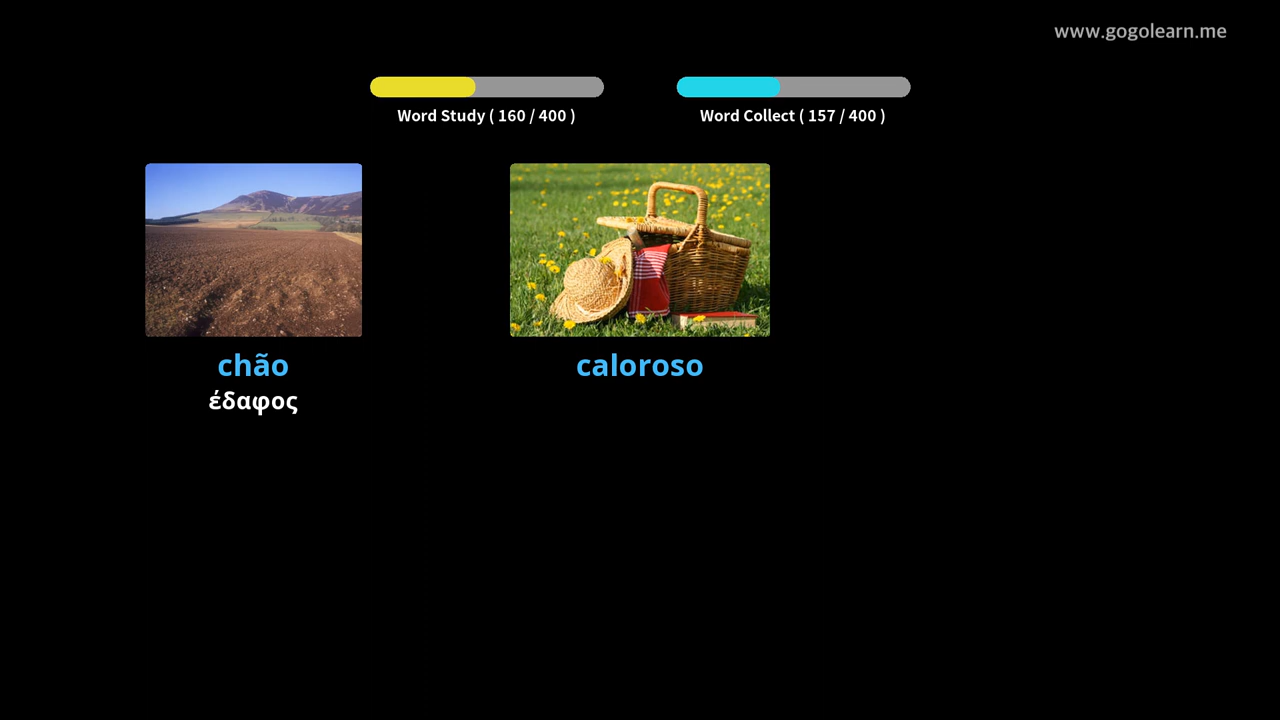 www.gogolearn.me
Word Study ( 160 / 400 )
Word Collect ( 157 / 400 )
chão
έδαφος
caloroso